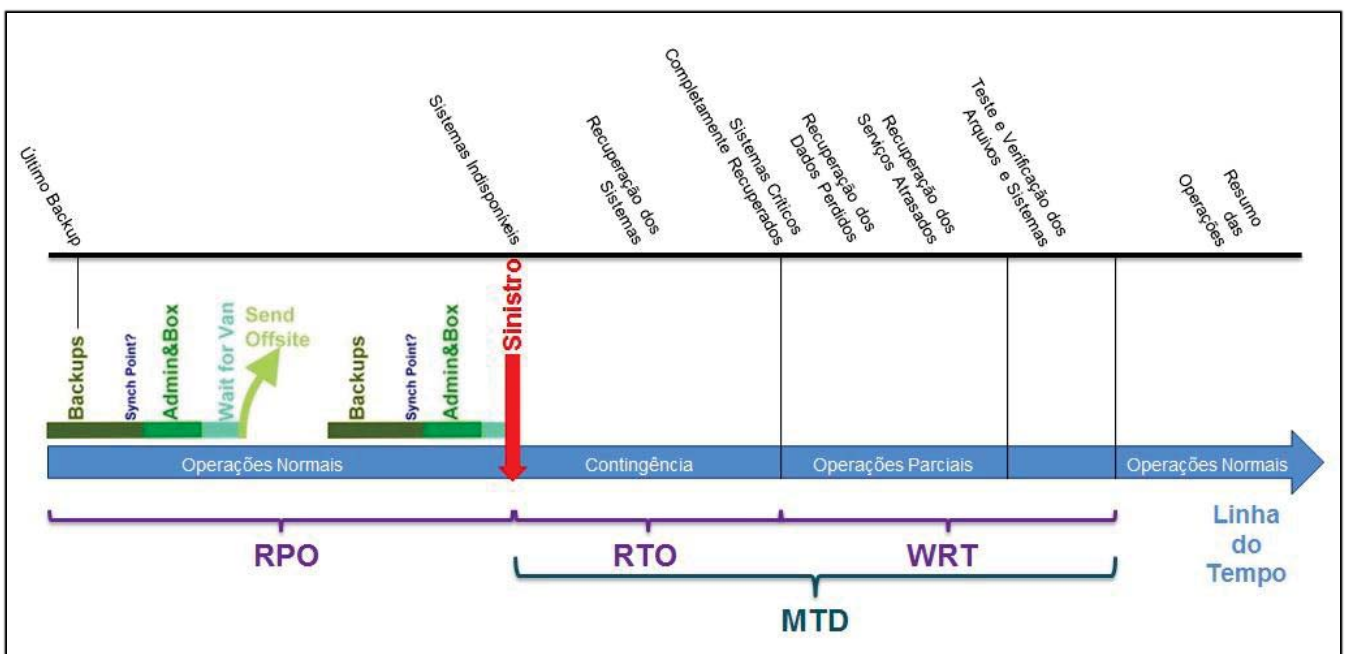 Último Backup
Sistemas Indisponíveis
Recuperação dos
Sistemas
Sistemas Críticos
Completamente Recuperados
Recuperação dos
Dados Perdidos
Recuperação dos
Serviços Atrasados
Teste e Verificação dos
Arquivos e Sistemas
Resumo
das
Operações
Backups
Synch Point?
Admin&Box
Wait for Van
Send
Offsite
Backups
Synch Point?
Admin&Box
Sinistro
Operações Normais
Contingência
Operações Parciais
Operações Normais
RPO
RTO
WRT
Linha
do
Tempo
MTD